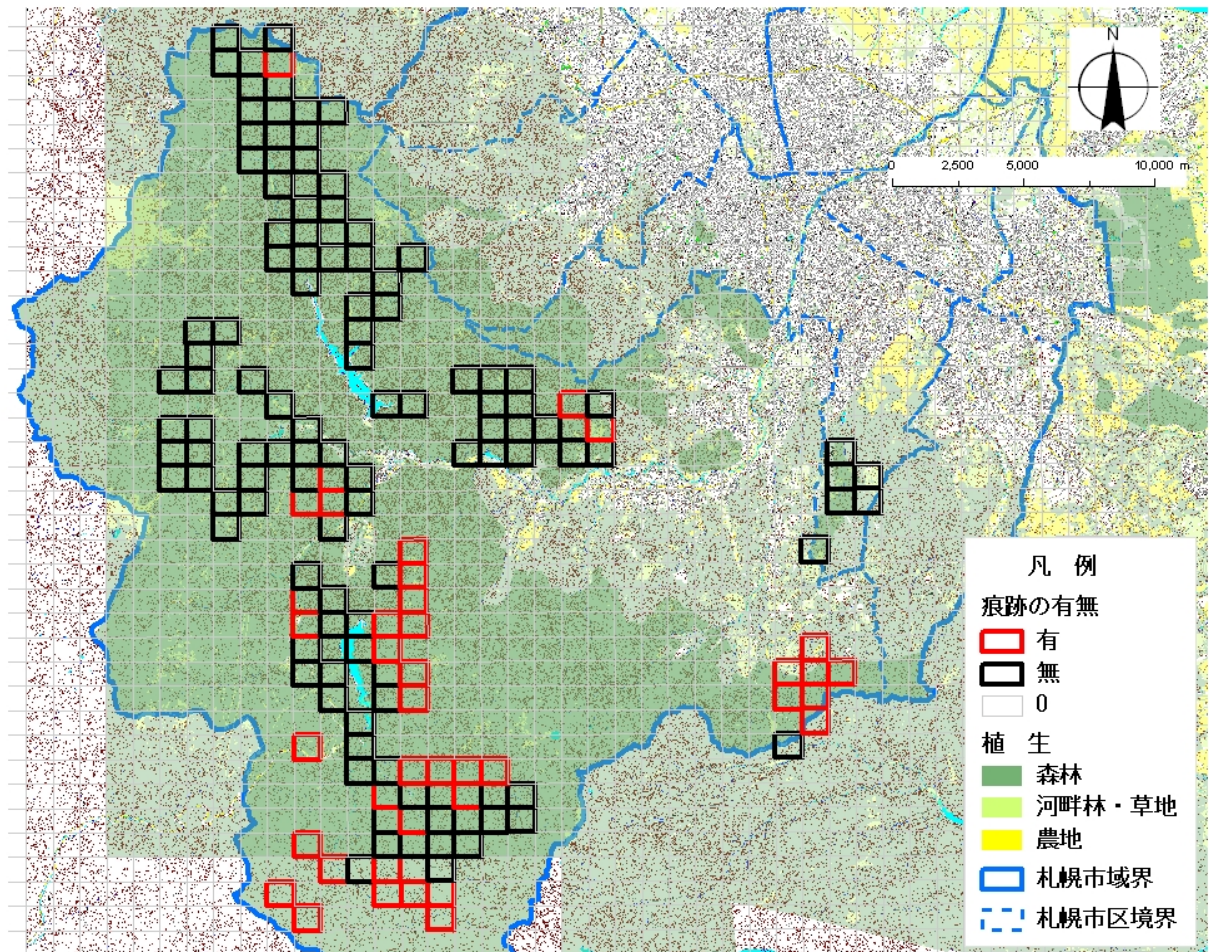 N
0 2,500 5,000 10,000 m
凡 例
痕跡の有無
有
無
0
植 生
森林
河畔林・草地
農地
札幌市域界
札幌市区境界